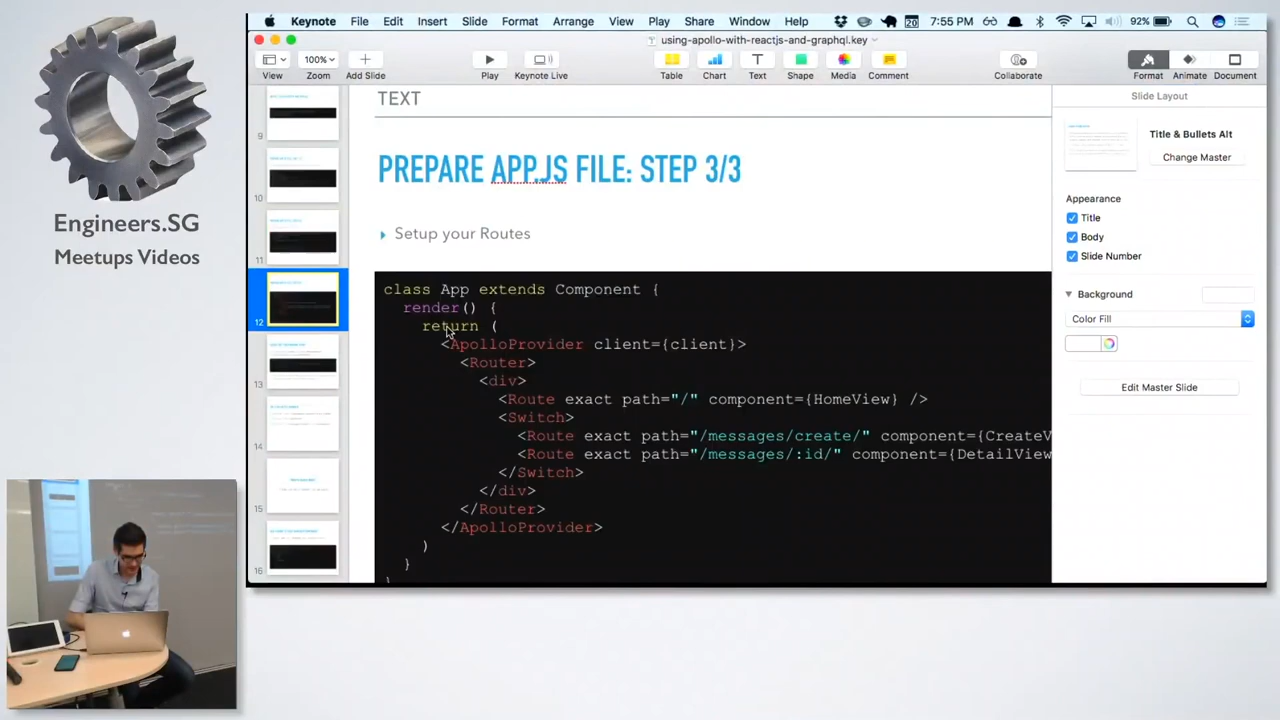 Keynote File Edit Insert Slide Format Arrange View Play Share Window Help 20 7:55 PM 92%
using-apollo-with-reactjs-and-graphql.key
100%
View Zoom Add Slide Play Keynote Live Table Chart Text Shape Media Comment Collaborate Format Animate Document
Engineers.SG
Meetups Videos
9
10
11
12
13
14
15
16
TEXT
PREPARE APP.JS FILE: STEP 3/3
Setup your Routes
class App extends Component {
render() {
return (
<ApolloProvider client={client}>
<Router>
<div>
<Route exact path="/" component={HomeView} />
<Switch>
<Route exact path="/messages/create/" component={CreateV
<Route exact path="/messages/:id/" component={DetailView
</Switch>
</div>
</Router>
</ApolloProvider>
)
}
}
Slide Layout
Title & Bullets Alt
Change Master
Appearance
Title
Body
Slide Number
Background
Color Fill
Edit Master Slide